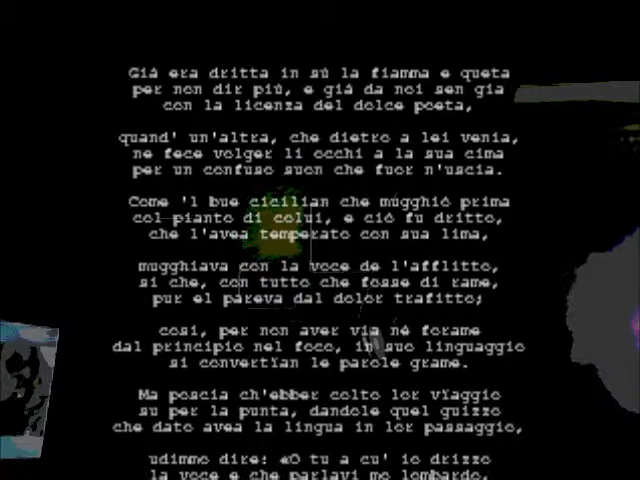 Già era dritta in sù la fiamma e queta
per non dir più, e già da noi sen gia
con la licenza del dolce poeta,
quand' un'altra, che dietro a lei venia,
ne fece volger li occhi a la sua cima
per un confuso suon che fuor n'uscia.
Come 'l bue cicilian che mugghiò prima
col pianto di colui, e ciò fu dritto,
che l'avea temperato con sua lima,
mugghiava con la voce de l'afflitto,
sì che, con tutto che fosse di rame,
pur el pareva dal dolor trafitto;
così, per non aver via né forame
dal principio nel foco, in suo linguaggio
si convertïan le parole grame.
Ma poscia ch'ebber colto lor vïaggio
su per la punta, dandole quel guizzo
che dato avea la lingua in lor passaggio,
udimmo dire: «O tu a cu' io drizzo
la voce e che parlavi mo lombardo,